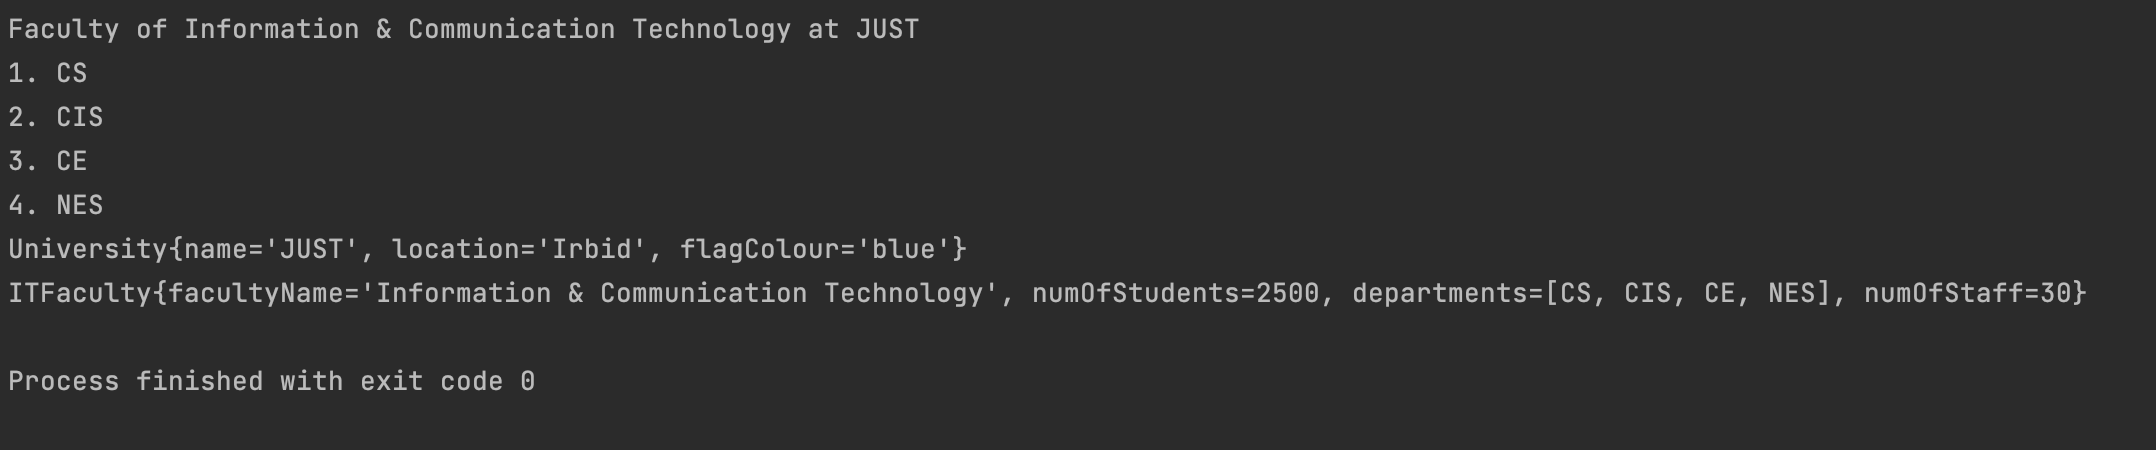 Faculty of Information & Communication Technology at JUST
1. CS
2. CIS
3. CE
4. NES
University{name='JUST', location='Irbid', flagColour='blue'}
ITFaculty{facultyName='Information & Communication Technology', numOfStudents=2500, departments=[CS, CIS, CE, NES], numOfStaff=30}
Process finished with exit code 0